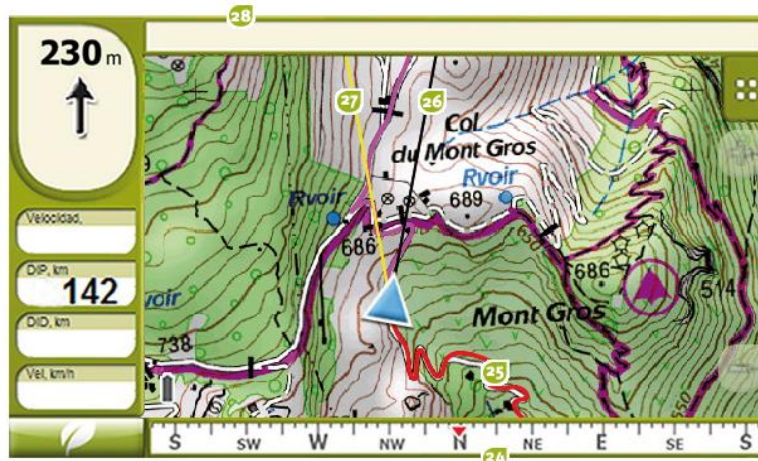 28
230 m
27
26
Col
du Mont Gros
Rvoir
Rvoir
689
686
Velocidad,
DIP, km
142
686
514
Mont Gros
voir
DID, km
738
25
Vel, km/h
550
S SW W NW N NE E SE S
24